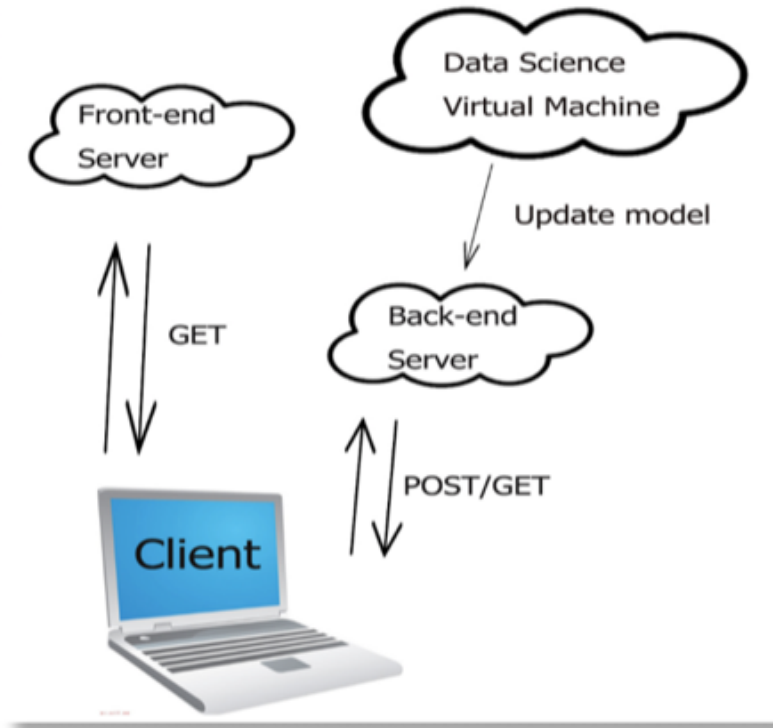 Data Science
Virtual Machine
Front-end
Server
Update model
Back-end
Server
GET
POST/GET
Client